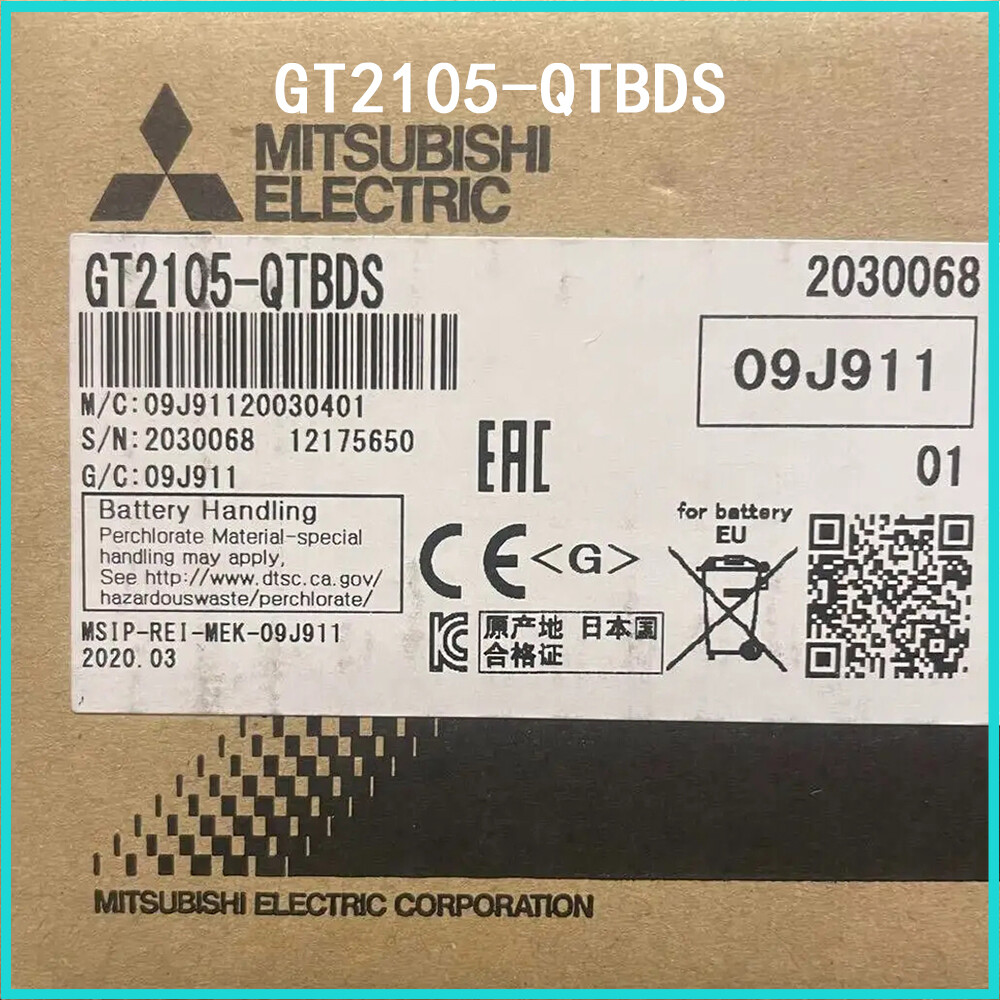 GT2105-QTBDS
MITSUBISHI
ELECTRIC
GT2105-QTBDS
2030068
09J911
M/C:09J91120030401
S/N:2030068 12175650
G/C:09J911
01
EAC
Battery Handling
Perchlorate Material-special
handling may apply,
See http://www.dtsc.ca.gov/
hazardouswaste/perchlorate/
CE <G>
for battery
EU
MSIP-REI-MEK-09J911
2020.03
原产地 日本国
合格证
MITSUBISHI ELECTRIC CORPORATION